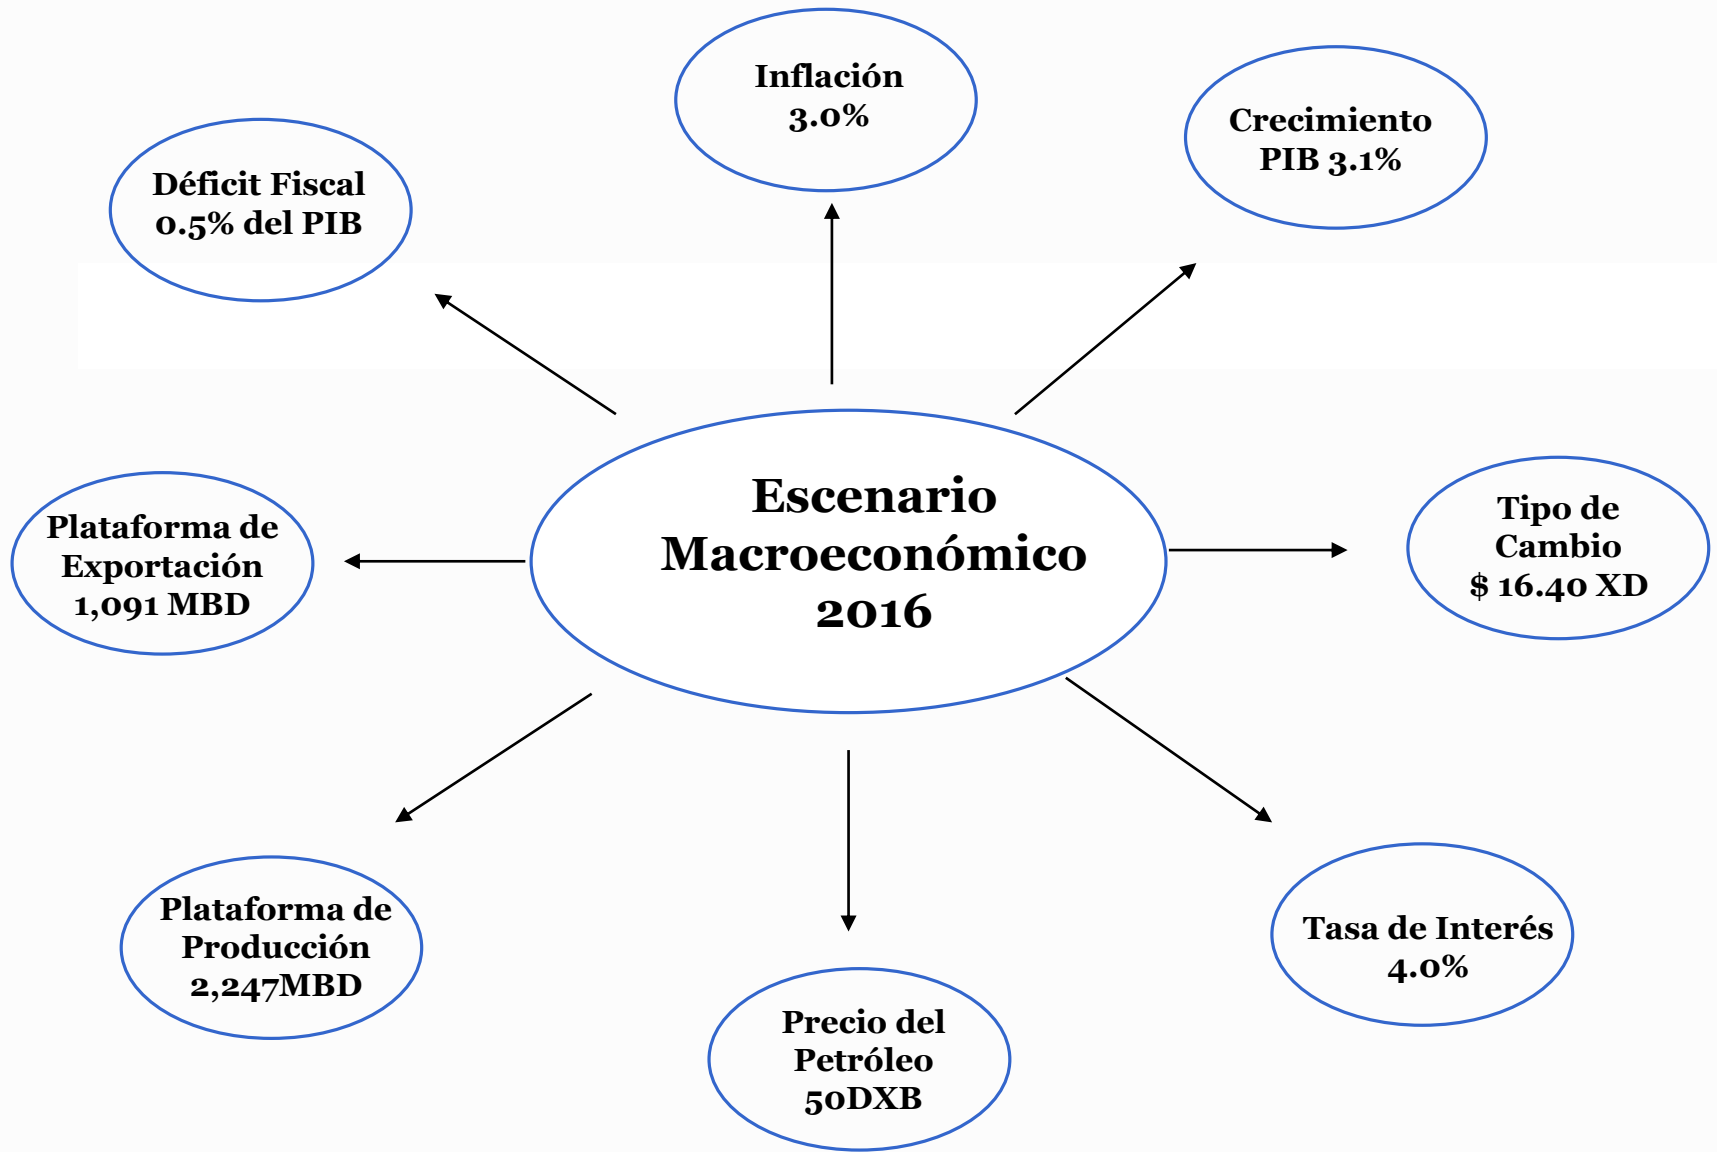 Inflación
3.0%
Crecimiento
PIB 3.1%
Déficit Fiscal
0.5% del PIB
Escenario
Macroeconómico
2016
Plataforma de
Exportación
1,091 MBD
Tipo de
Cambio
$ 16.40 XD
Plataforma de
Producción
2,247MBD
Tasa de Interés
4.0%
Precio del
Petróleo
50DXB